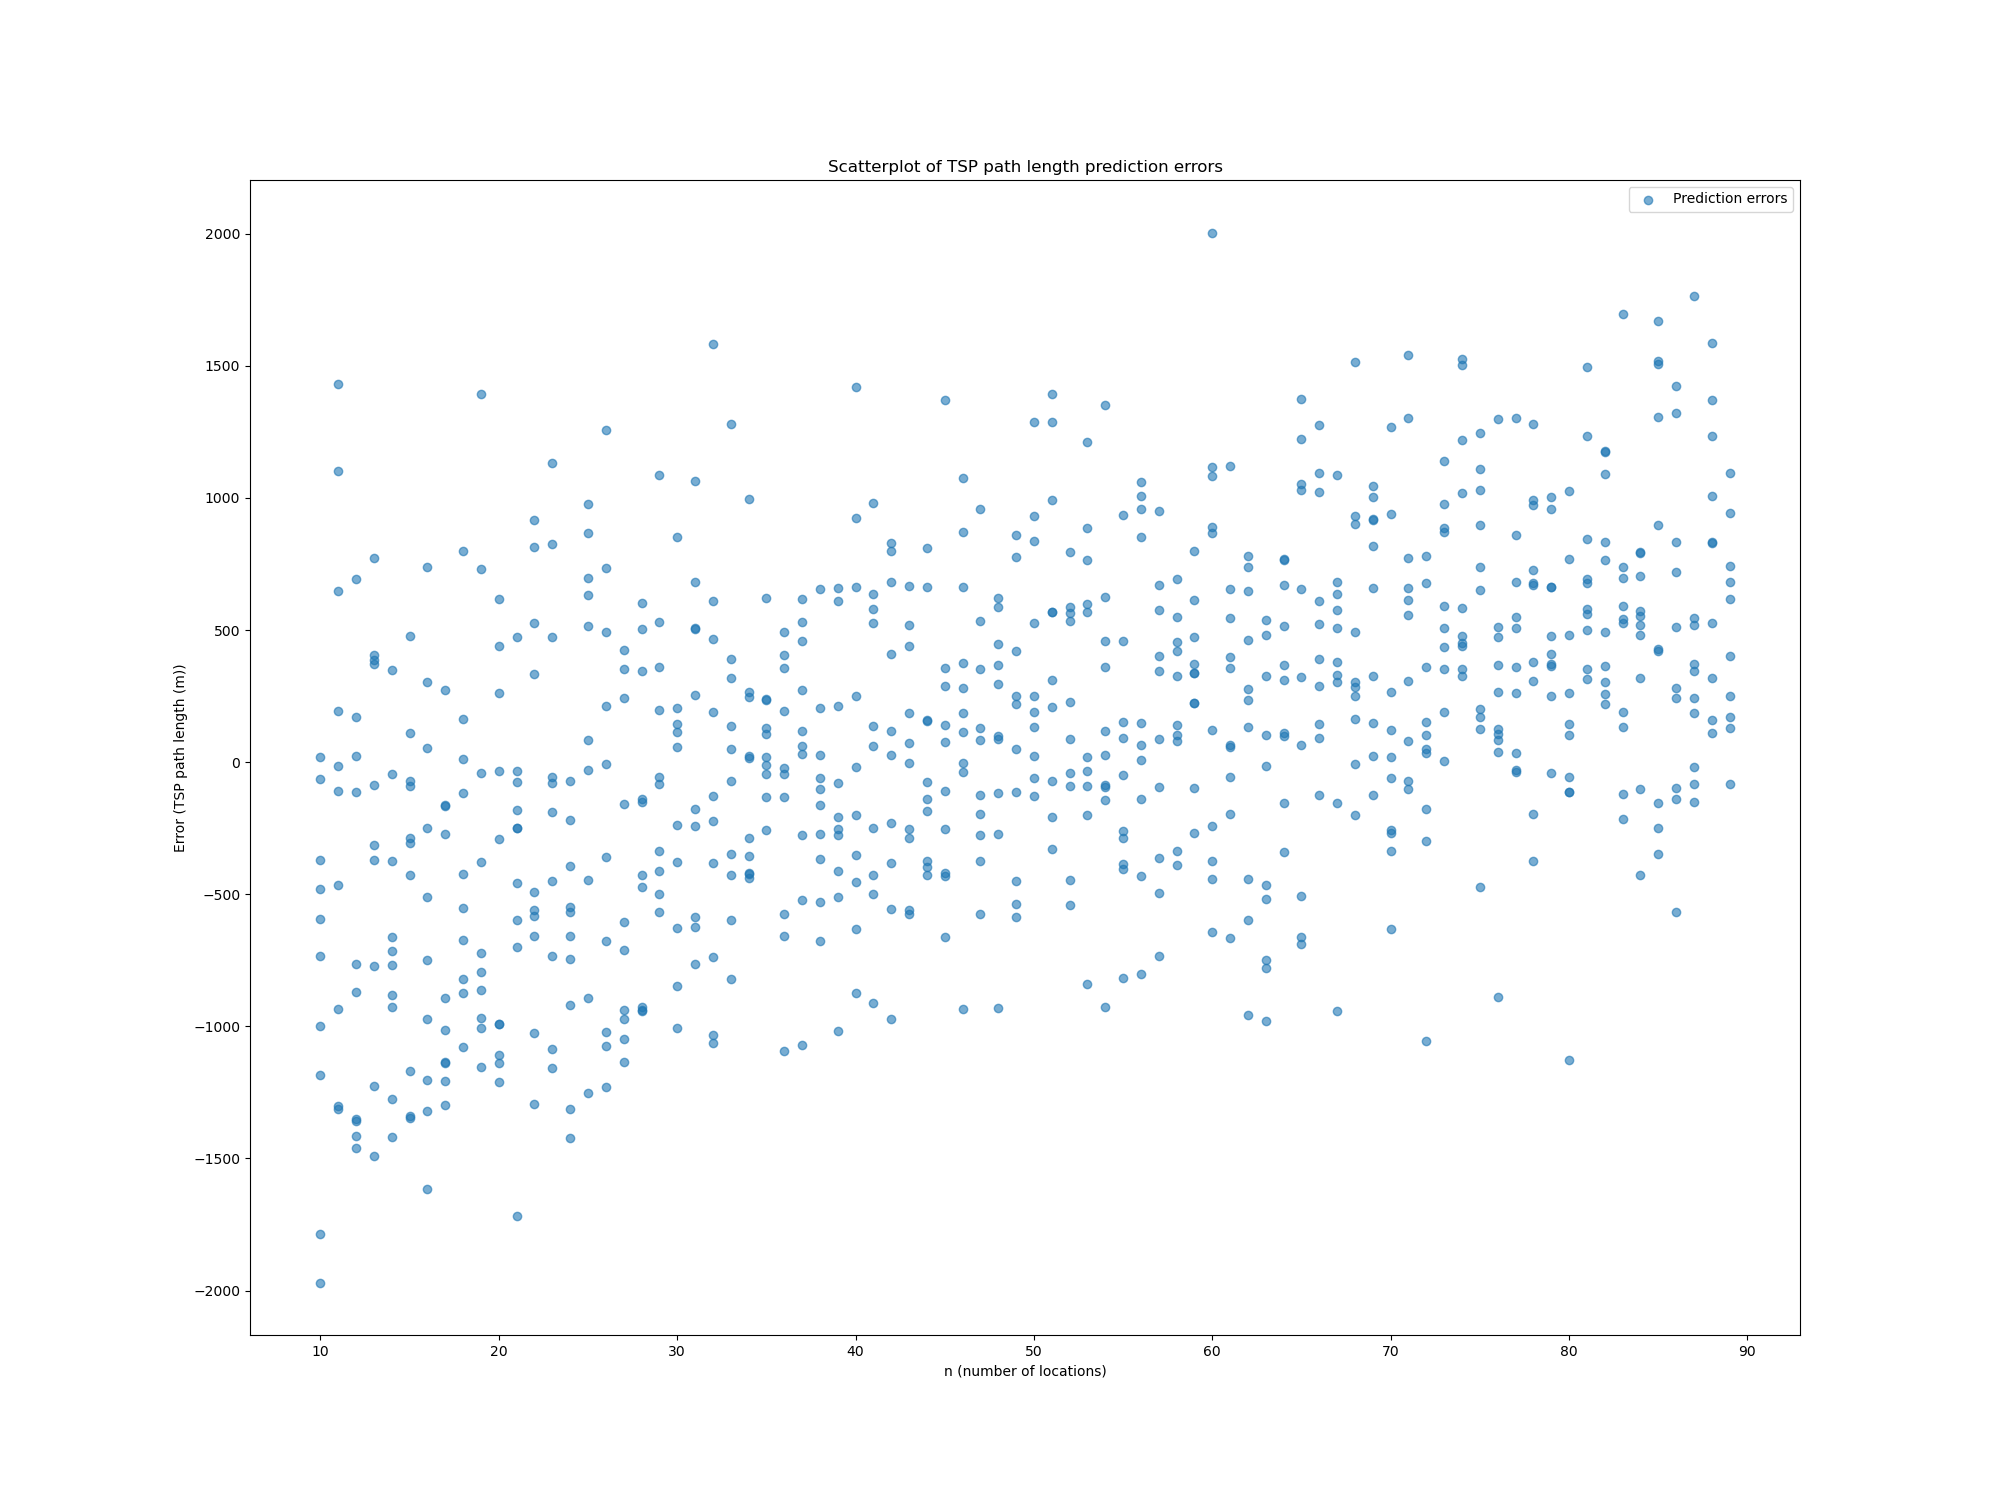 Scatterplot of TSP path length prediction errors
Prediction errors
2000
1500
1000
500
0
−500
−1000
−1500
−2000
Error (TSP path length (m))
10 20 30 40 50 60 70 80 90
n (number of locations)